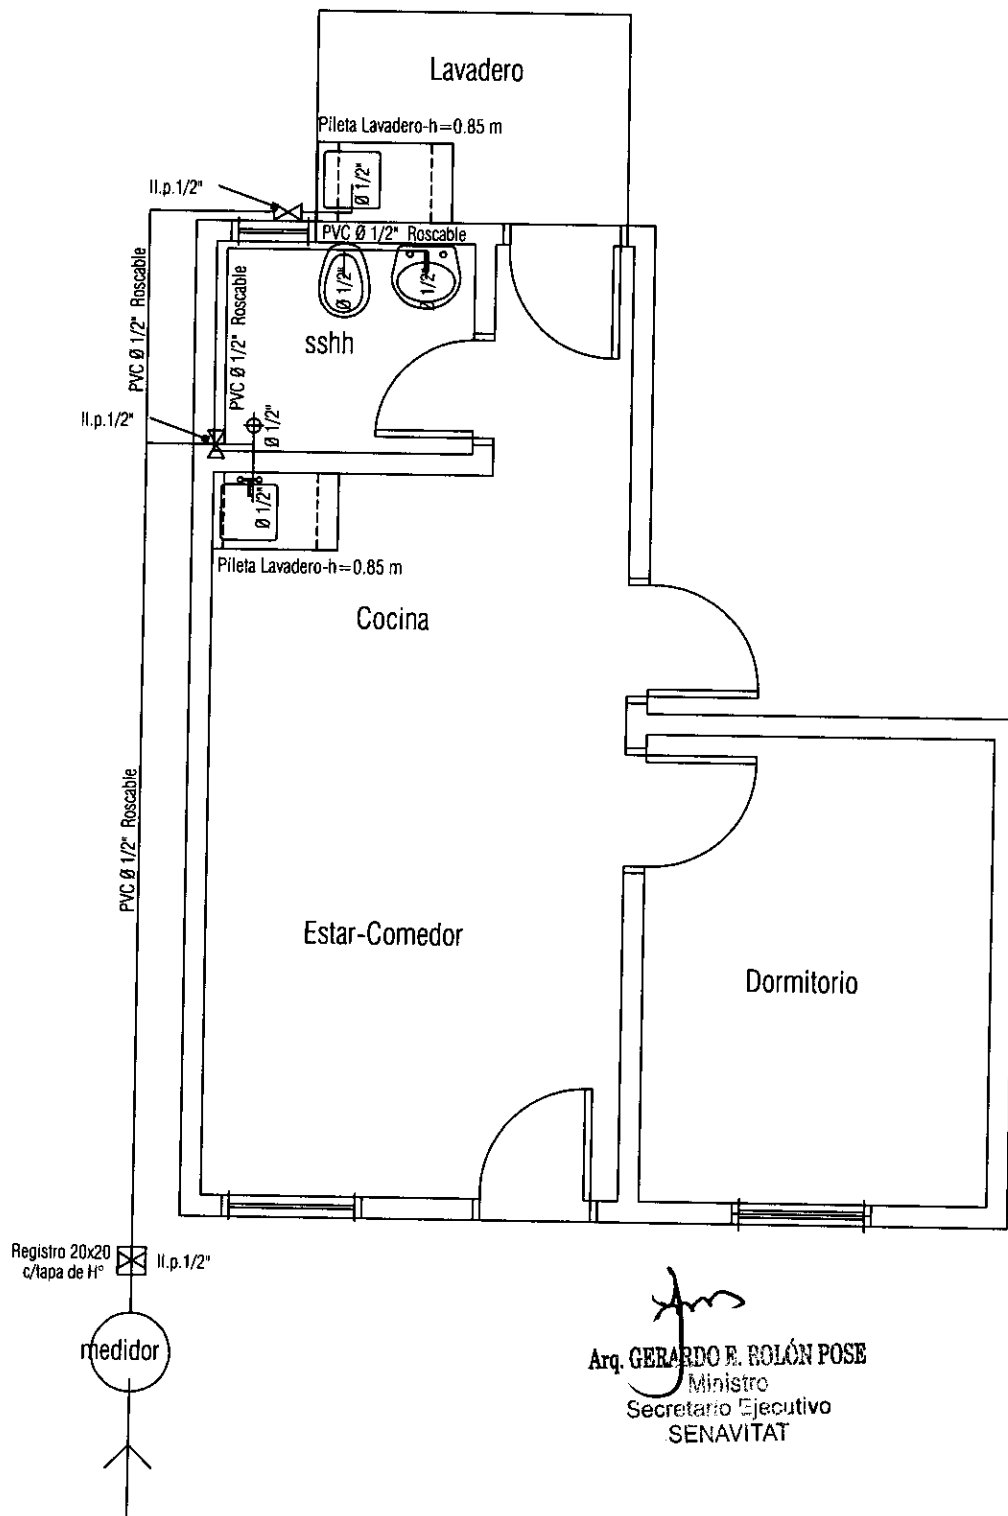 Lavadero
Pileta Lavadero-h=0.85 m
Ø 1/2"
ll.p.1/2"
PVC Ø 1/2" Roscable
PVC Ø 1/2" Roscable
PVC Ø 1/2" Roscable
Ø 1/2"
Ø 1/2"
sshh
ll.p.1/2"
Ø 1/2"
Ø 1/2"
Pileta Lavadero-h=0.85 m
Cocina
PVC Ø 1/2" Roscable
Estar-Comedor
Dormitorio
Registro 20x20
c/tapa de H°
ll.p.1/2"
medidor
Arq. GERARDO E. ROLÓN POSE
Ministro
Secretario Ejecutivo
SENAVITAT